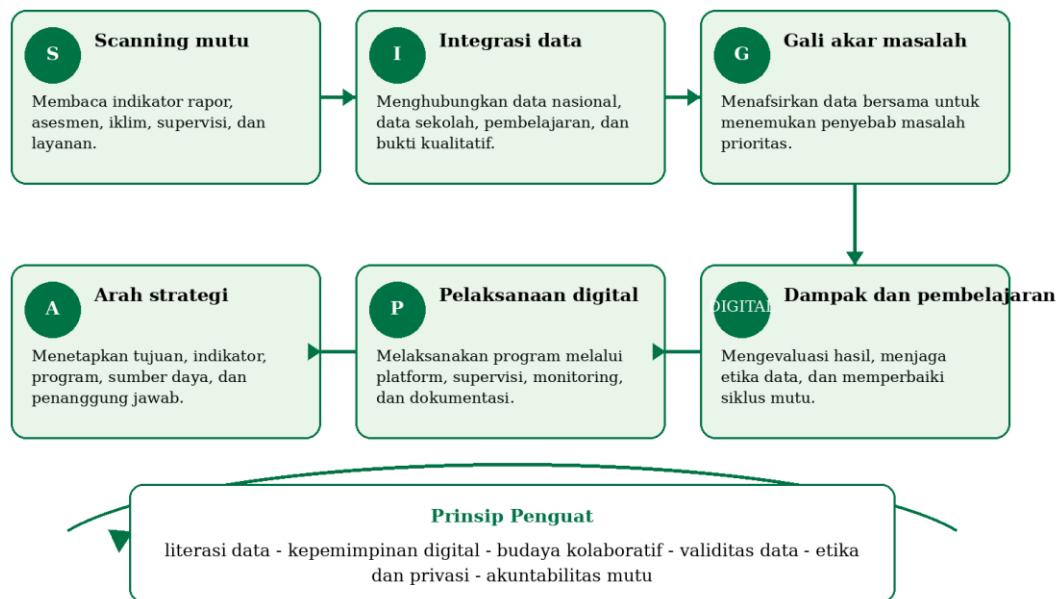 S
Scanning mutu
Membaca indikator rapor,
asesmen, iklim, supervisi, dan
layanan.
I
Integrasi data
Menghubungkan data nasional,
data sekolah, pembelajaran, dan
bukti kualitatif.
G
Gali akar masalah
Menafsirkan data bersama untuk
menemukan penyebab masalah
prioritas.
A
Arah strategi
Menetapkan tujuan, indikator,
program, sumber daya, dan
penanggung jawab.
P
Pelaksanaan digital
Melaksanakan program melalui
platform, supervisi, monitoring,
dan dokumentasi.
DIGITAL
Dampak dan pembelajaran
Mengevaluasi hasil, menjaga
etika data, dan memperbaiki
siklus mutu.
Prinsip Penguat
literasi data - kepemimpinan digital - budaya kolaboratif - validitas data - etika
dan privasi - akuntabilitas mutu